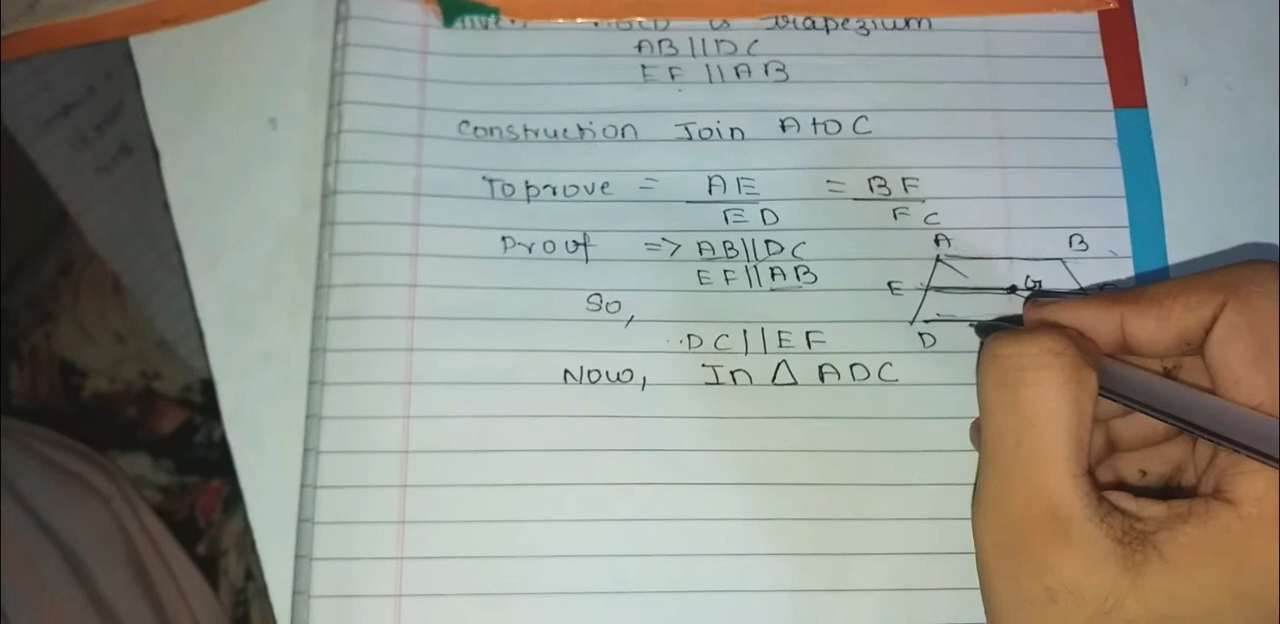 is trapezium
AB||DC
EF ||AB
Construction Join A to C
To prove = AE = BF
ED FC
Proof => AB||DC
EF||AB
So,
DC||EF
Now, In △ ADC
A B
E G
D